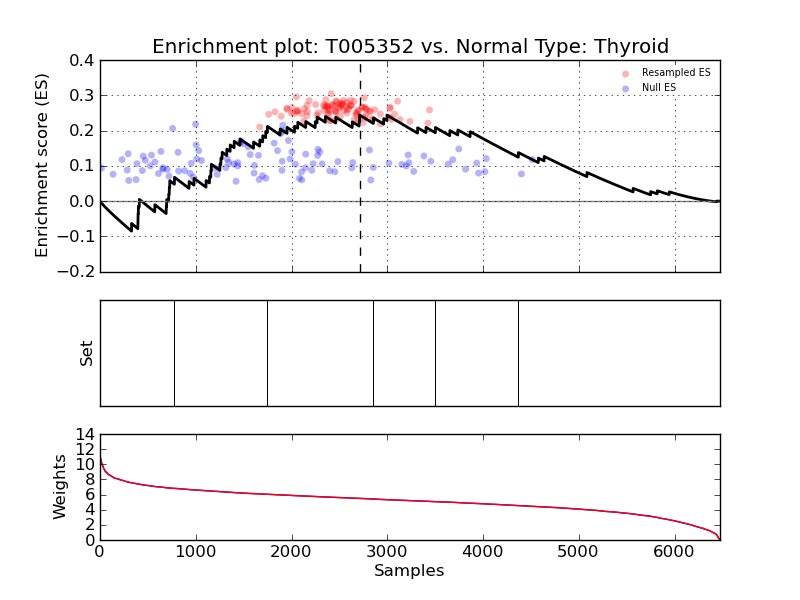 Enrichment plot: T005352 vs. Normal Type: Thyroid
Enrichment score (ES)
0.4
0.3
0.2
0.1
0.0
−0.1
−0.2
Resampled ES
Null ES
Set
Weights
14
12
10
8
6
4
2
0
0 1000 2000 3000 4000 5000 6000
Samples